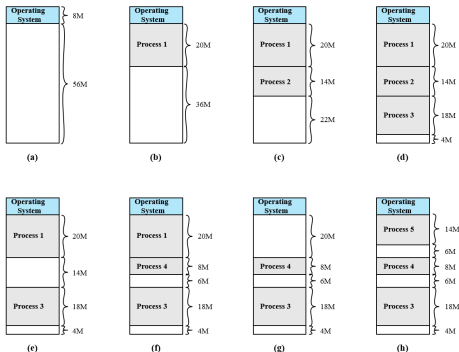 Operating
System
8M
56M
(a)
Operating
System
Process 1
20M
36M
(b)
Operating
System
Process 1
20M
Process 2
14M
22M
(c)
Operating
System
Process 1
20M
Process 2
14M
Process 3
18M
4M
(d)
Operating
System
Process 1
20M
14M
Process 3
18M
4M
(e)
Operating
System
Process 1
20M
Process 4
8M
6M
Process 3
18M
4M
(f)
Operating
System
20M
Process 4
8M
6M
Process 3
18M
4M
(g)
Operating
System
Process 5
14M
6M
Process 4
8M
6M
Process 3
18M
4M
(h)